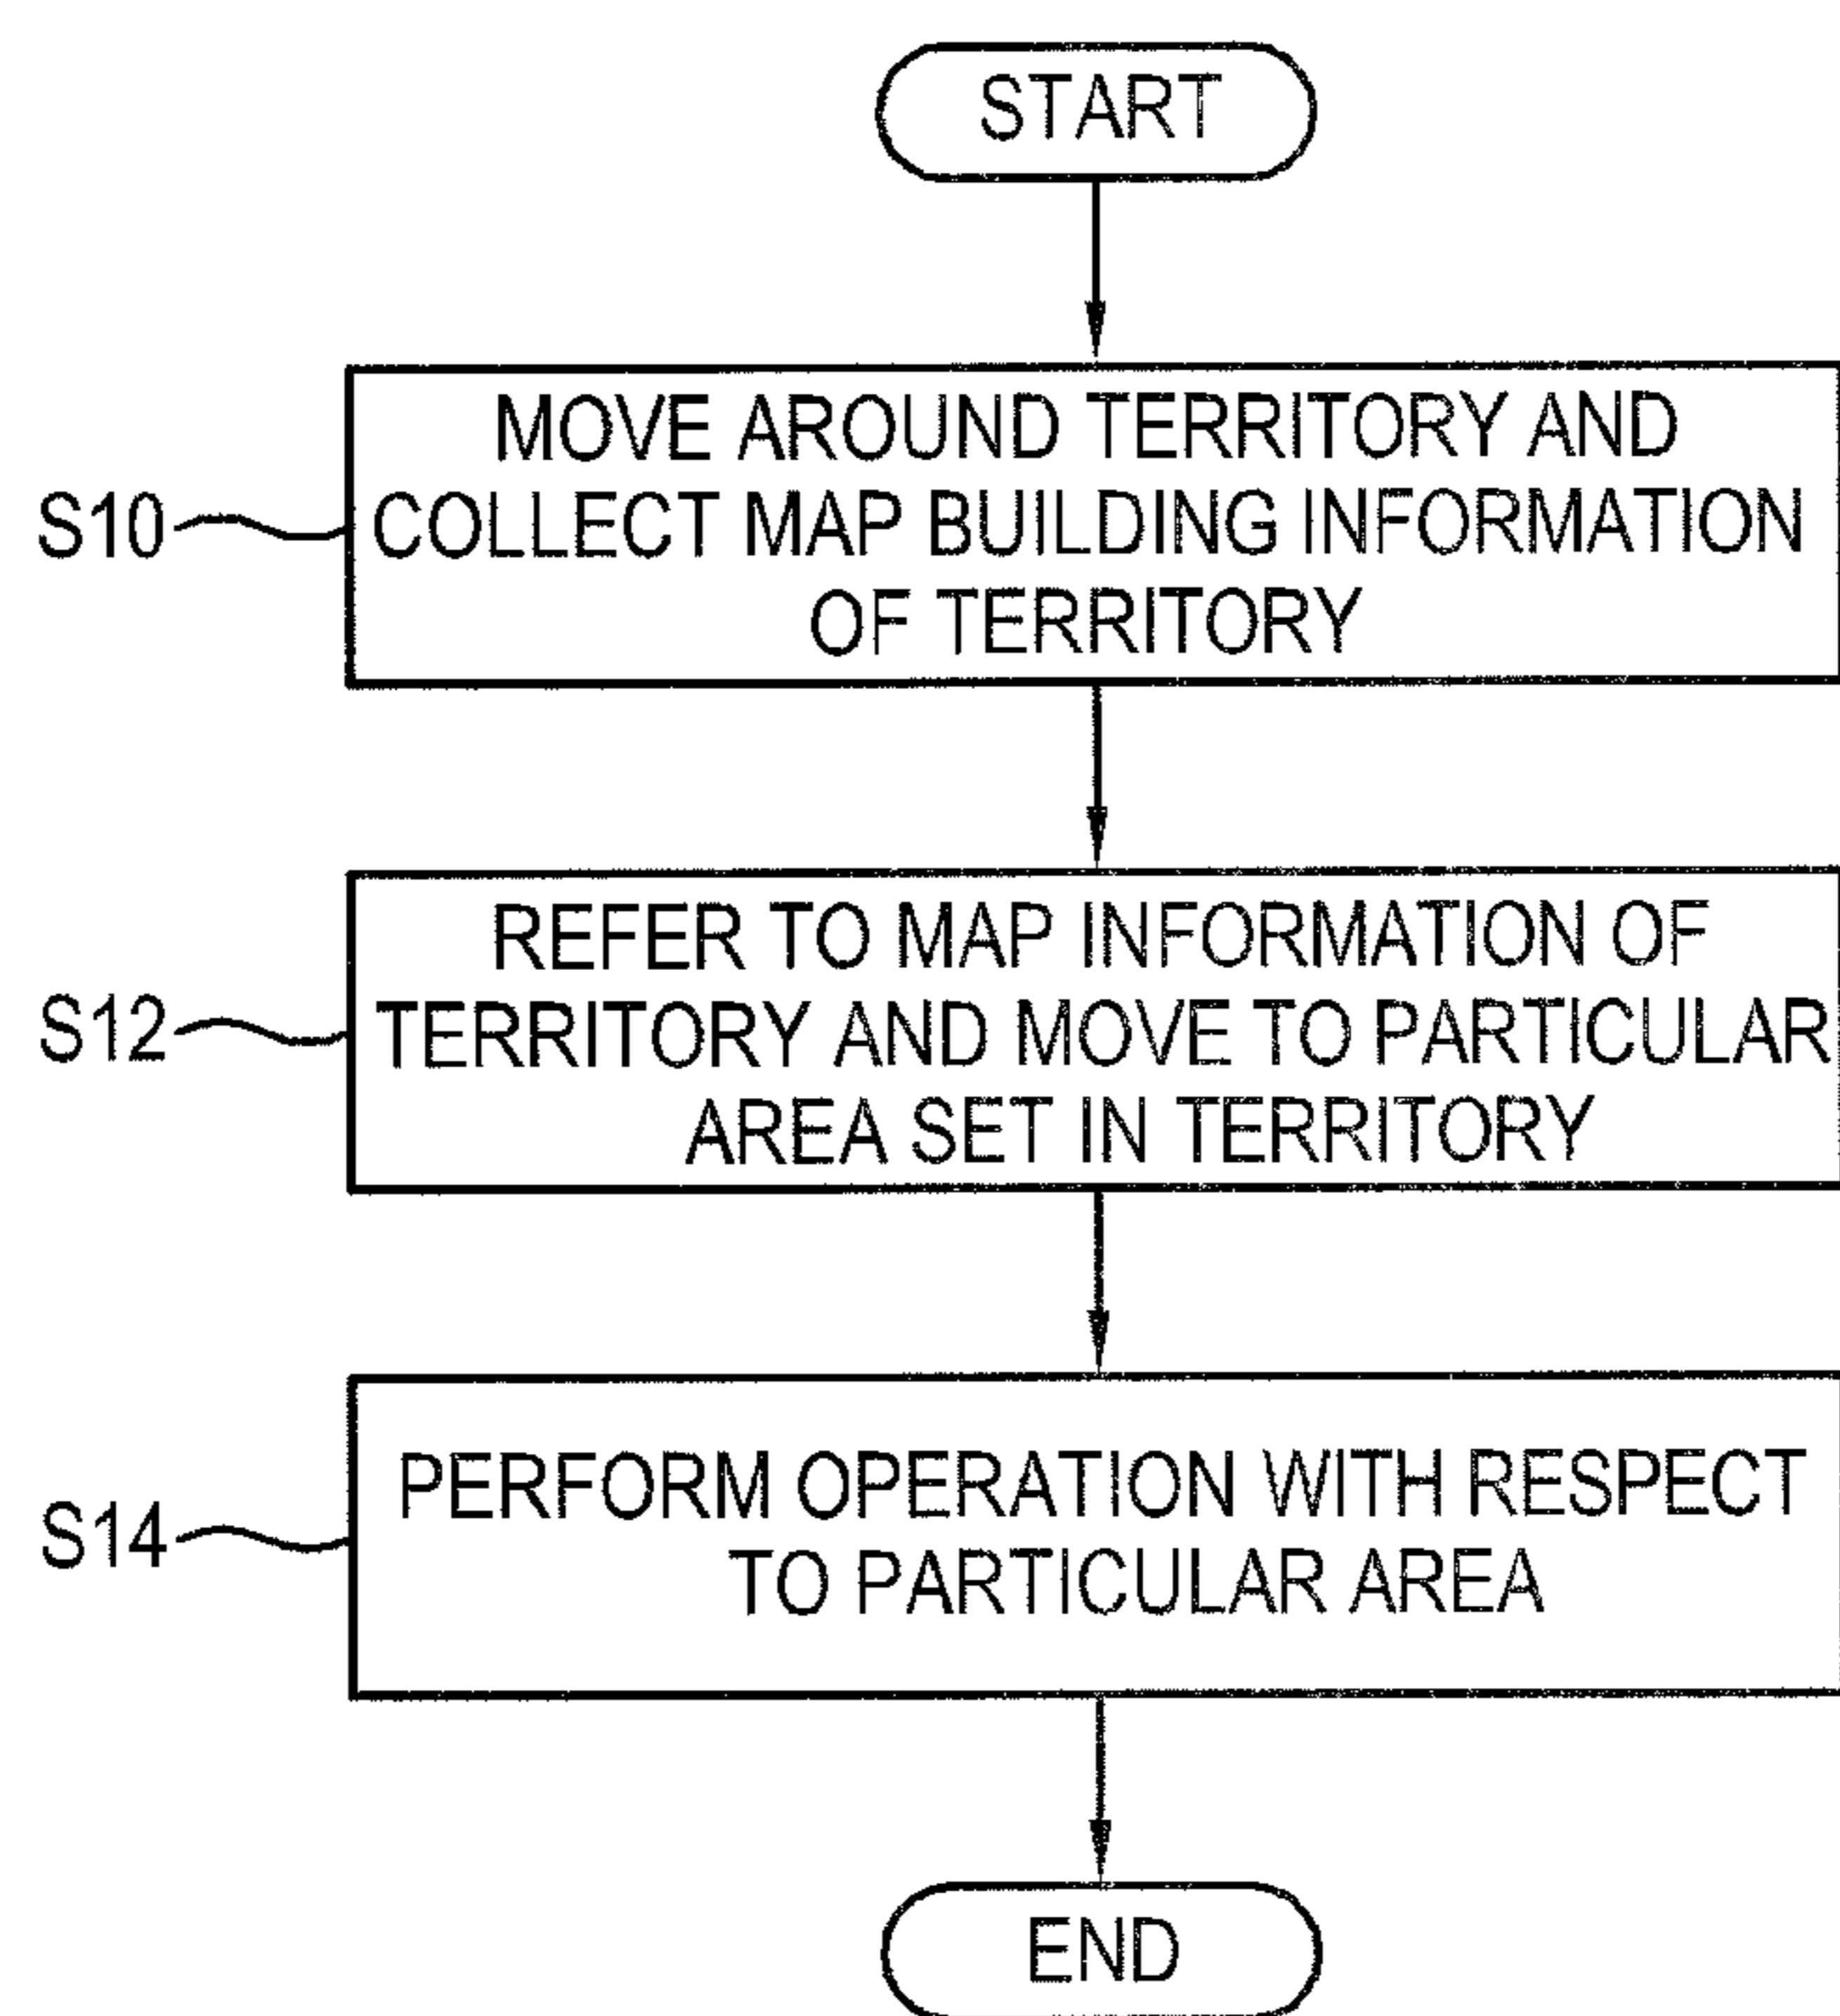 START
MOVE AROUND TERRITORY AND
COLLECT MAP BUILDING INFORMATION
OF TERRITORY
S10
REFER TO MAP INFORMATION OF
TERRITORY AND MOVE TO PARTICULAR
AREA SET IN TERRITORY
S12
PERFORM OPERATION WITH RESPECT
TO PARTICULAR AREA
S14
END